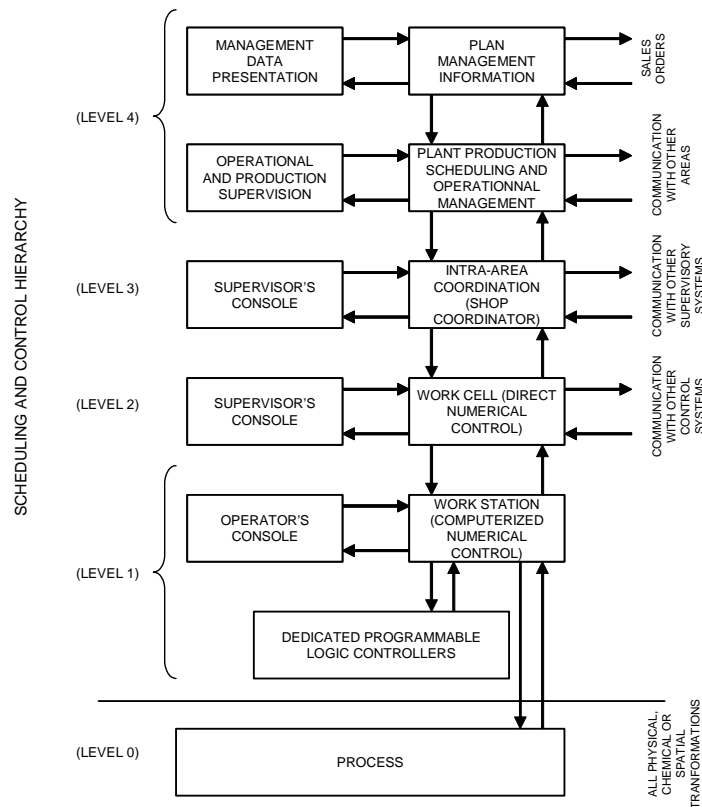 SCHEDULING AND CONTROL HIERARCHY
MANAGEMENT
DATA
PRESENTATION
PLAN
MANAGEMENT
INFORMATION
SALES
ORDERS
(LEVEL 4)
OPERATIONAL
AND PRODUCTION
SUPERVISION
PLANT PRODUCTION
SCHEDULING AND
OPERATIONNAL
MANAGEMENT
COMMUNICATION
WITH OTHER
AREAS
(LEVEL 3)
SUPERVISOR'S
CONSOLE
INTRA-AREA
COORDINATION
(SHOP
COORDINATOR)
COMMUNICATION
WITH OTHER
SUPERVISORY
SYSTEMS
(LEVEL 2)
SUPERVISOR'S
CONSOLE
WORK CELL (DIRECT
NUMERICAL
CONTROL)
COMMUNICATION
WITH OTHER
CONTROL
SYSTEMS
(LEVEL 1)
OPERATOR'S
CONSOLE
WORK STATION
(COMPUTERIZED
NUMERICAL
CONTROL)
DEDICATED PROGRAMMABLE
LOGIC CONTROLLERS
(LEVEL 0)
PROCESS
ALL PHYSICAL,
CHEMICAL OR
SPATIAL
TRANFORMATIONS